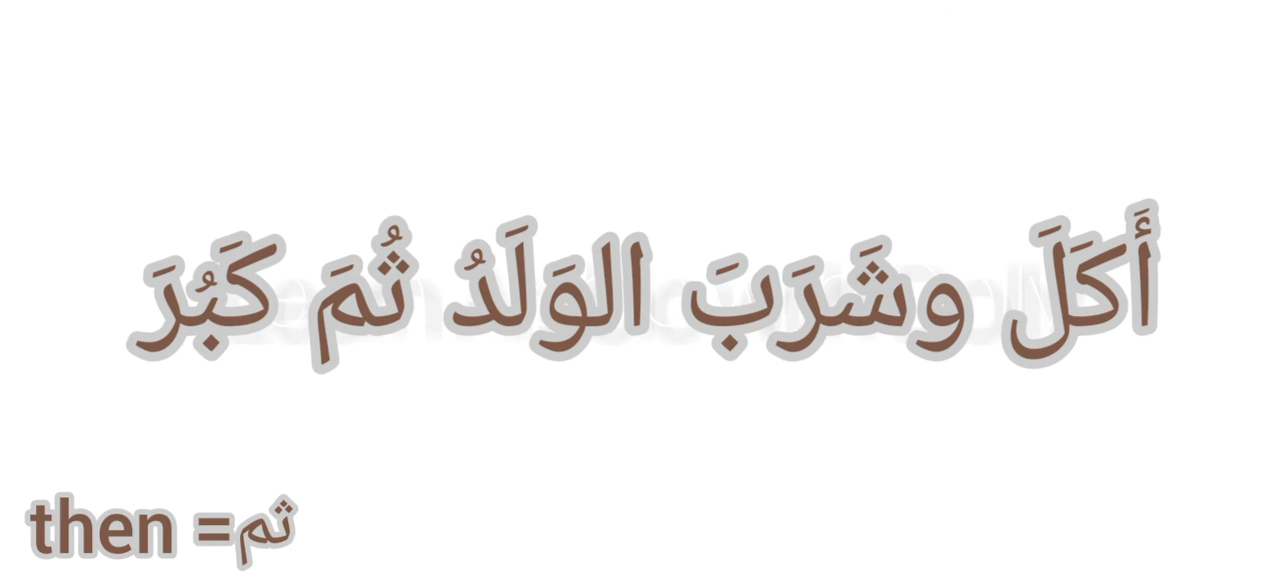 أَكَلَ وشَرَبَ الوَلَدُ ثُمَ كَبُرَ
then =ثم